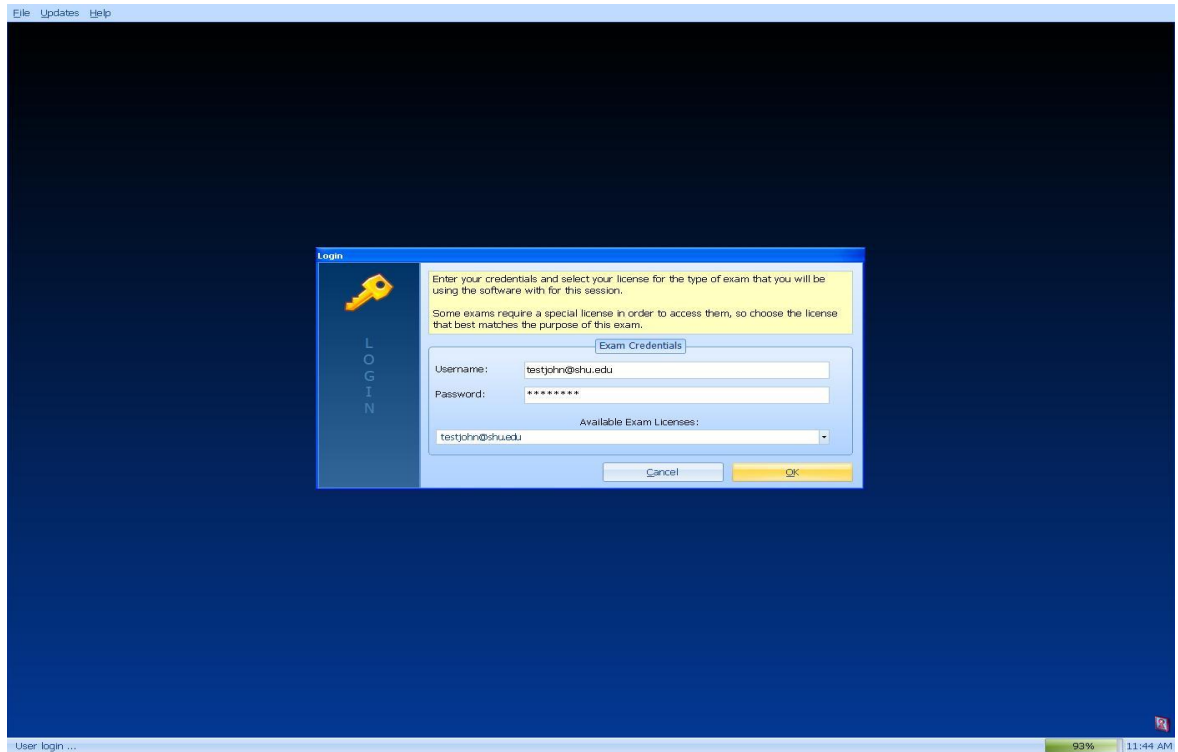 File Updates Help
Login
Enter your credentials and select your license for the type of exam that you will be
using the software with for this session.
Some exams require a special license in order to access them, so choose the license
that best matches the purpose of this exam.
LOGIN
Exam Credentials
Username: testjohn@shu.edu
Password: ********
Available Exam Licenses:
testjohn@shu.edu
Cancel OK
User login ... 93% 11:44 AM